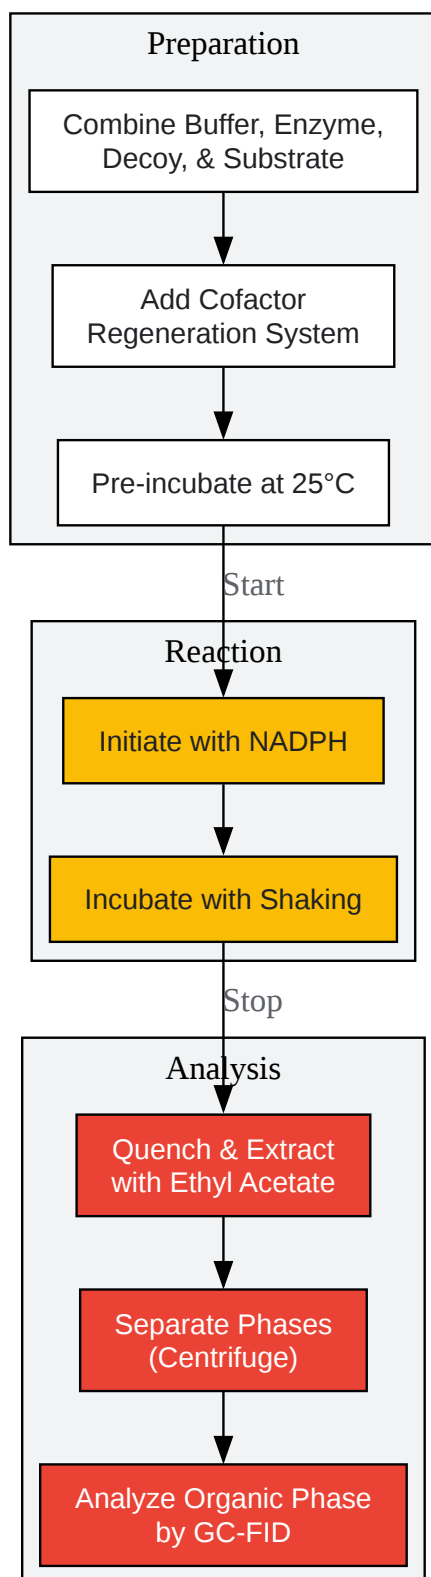 Preparation
Combine Buffer, Enzyme,
Decoy, & Substrate
Add Cofactor
Regeneration System
Pre-incubate at 25°C
Start
Reaction
Initiate with NADPH
Incubate with Shaking
Stop
Analysis
Quench & Extract
with Ethyl Acetate
Separate Phases
(Centrifuge)
Analyze Organic Phase
by GC-FID